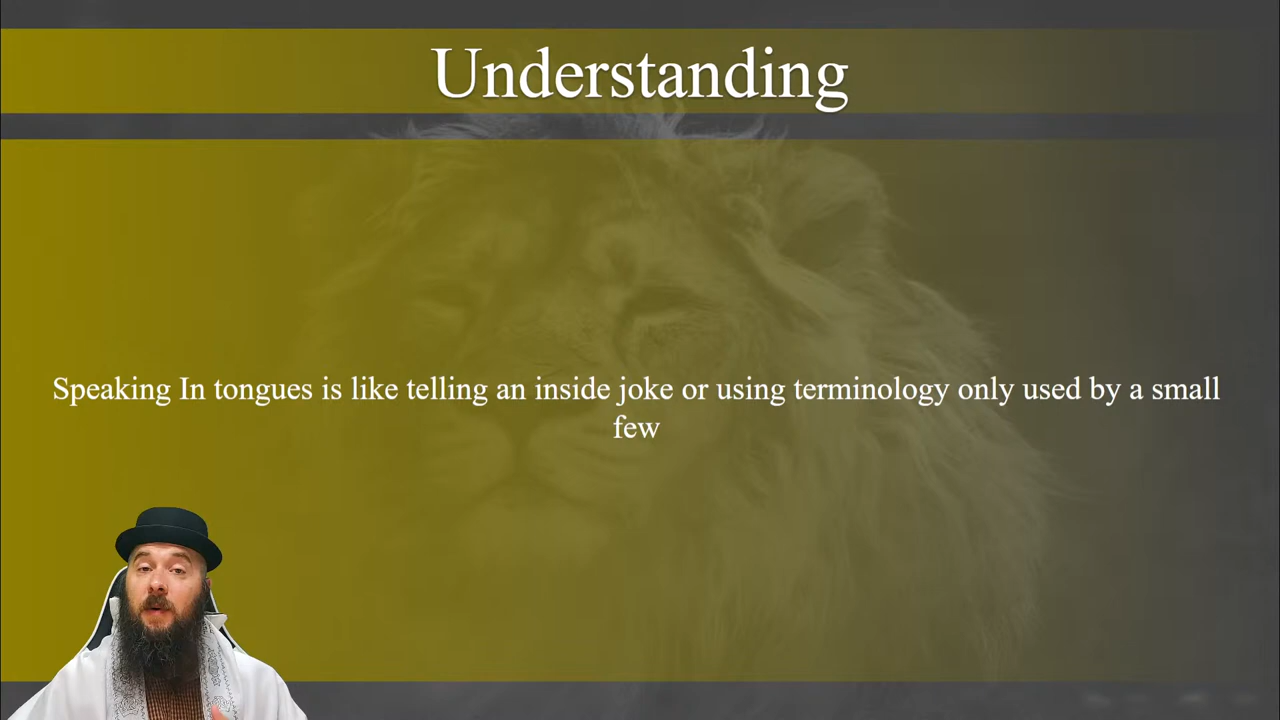 Understanding
Speaking In tongues is like telling an inside joke or using terminology only used by a small
few